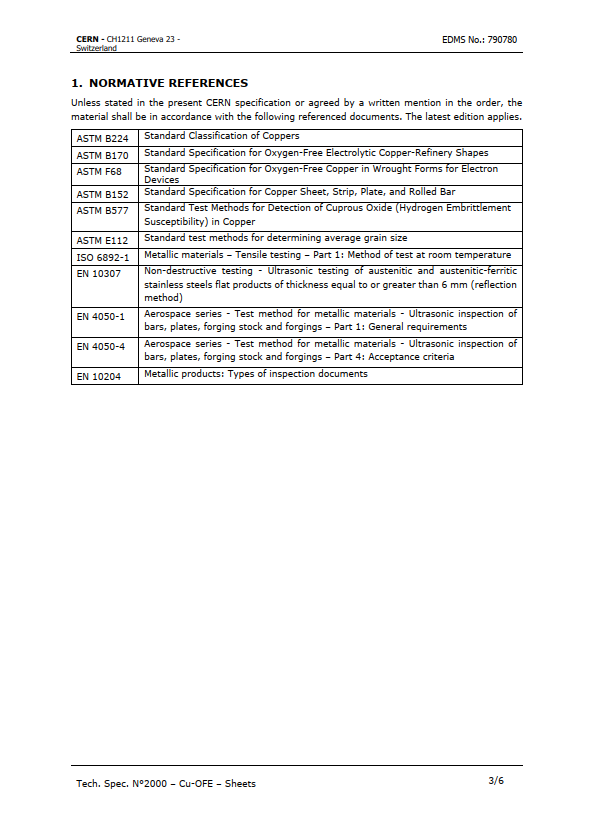 CERN - CH1211 Geneva 23 -
Switzerland
EDMS No.: 790780
1. NORMATIVE REFERENCES
Unless stated in the present CERN specification or agreed by a written mention in the order, the
material shall be in accordance with the following referenced documents. The latest edition applies.
ASTM B224 Standard Classification of Coppers
ASTM B170 Standard Specification for Oxygen-Free Electrolytic Copper-Refinery Shapes
ASTM F68 Standard Specification for Oxygen-Free Copper in Wrought Forms for Electron
Devices
ASTM B152 Standard Specification for Copper Sheet, Strip, Plate, and Rolled Bar
ASTM B577 Standard Test Methods for Detection of Cuprous Oxide (Hydrogen Embrittlement
Susceptibility) in Copper
ASTM E112 Standard test methods for determining average grain size
ISO 6892-1 Metallic materials – Tensile testing – Part 1: Method of test at room temperature
EN 10307 Non-destructive testing - Ultrasonic testing of austenitic and austenitic-ferritic
stainless steels flat products of thickness equal to or greater than 6 mm (reflection
method)
EN 4050-1 Aerospace series - Test method for metallic materials - Ultrasonic inspection of
bars, plates, forging stock and forgings – Part 1: General requirements
EN 4050-4 Aerospace series - Test method for metallic materials - Ultrasonic inspection of
bars, plates, forging stock and forgings – Part 4: Acceptance criteria
EN 10204 Metallic products: Types of inspection documents
Tech. Spec. N°2000 – Cu-OFE – Sheets
3/6